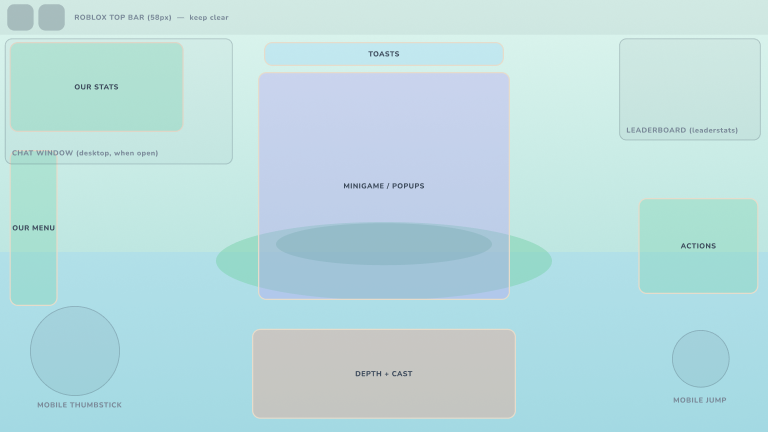 ROBLOX TOP BAR (58px) — keep clear
TOASTS
OUR STATS
LEADERBOARD (leaderstats)
CHAT WINDOW (desktop, when open)
MINIGAME / POPUPS
OUR MENU
ACTIONS
DEPTH + CAST
MOBILE THUMBSTICK
MOBILE JUMP